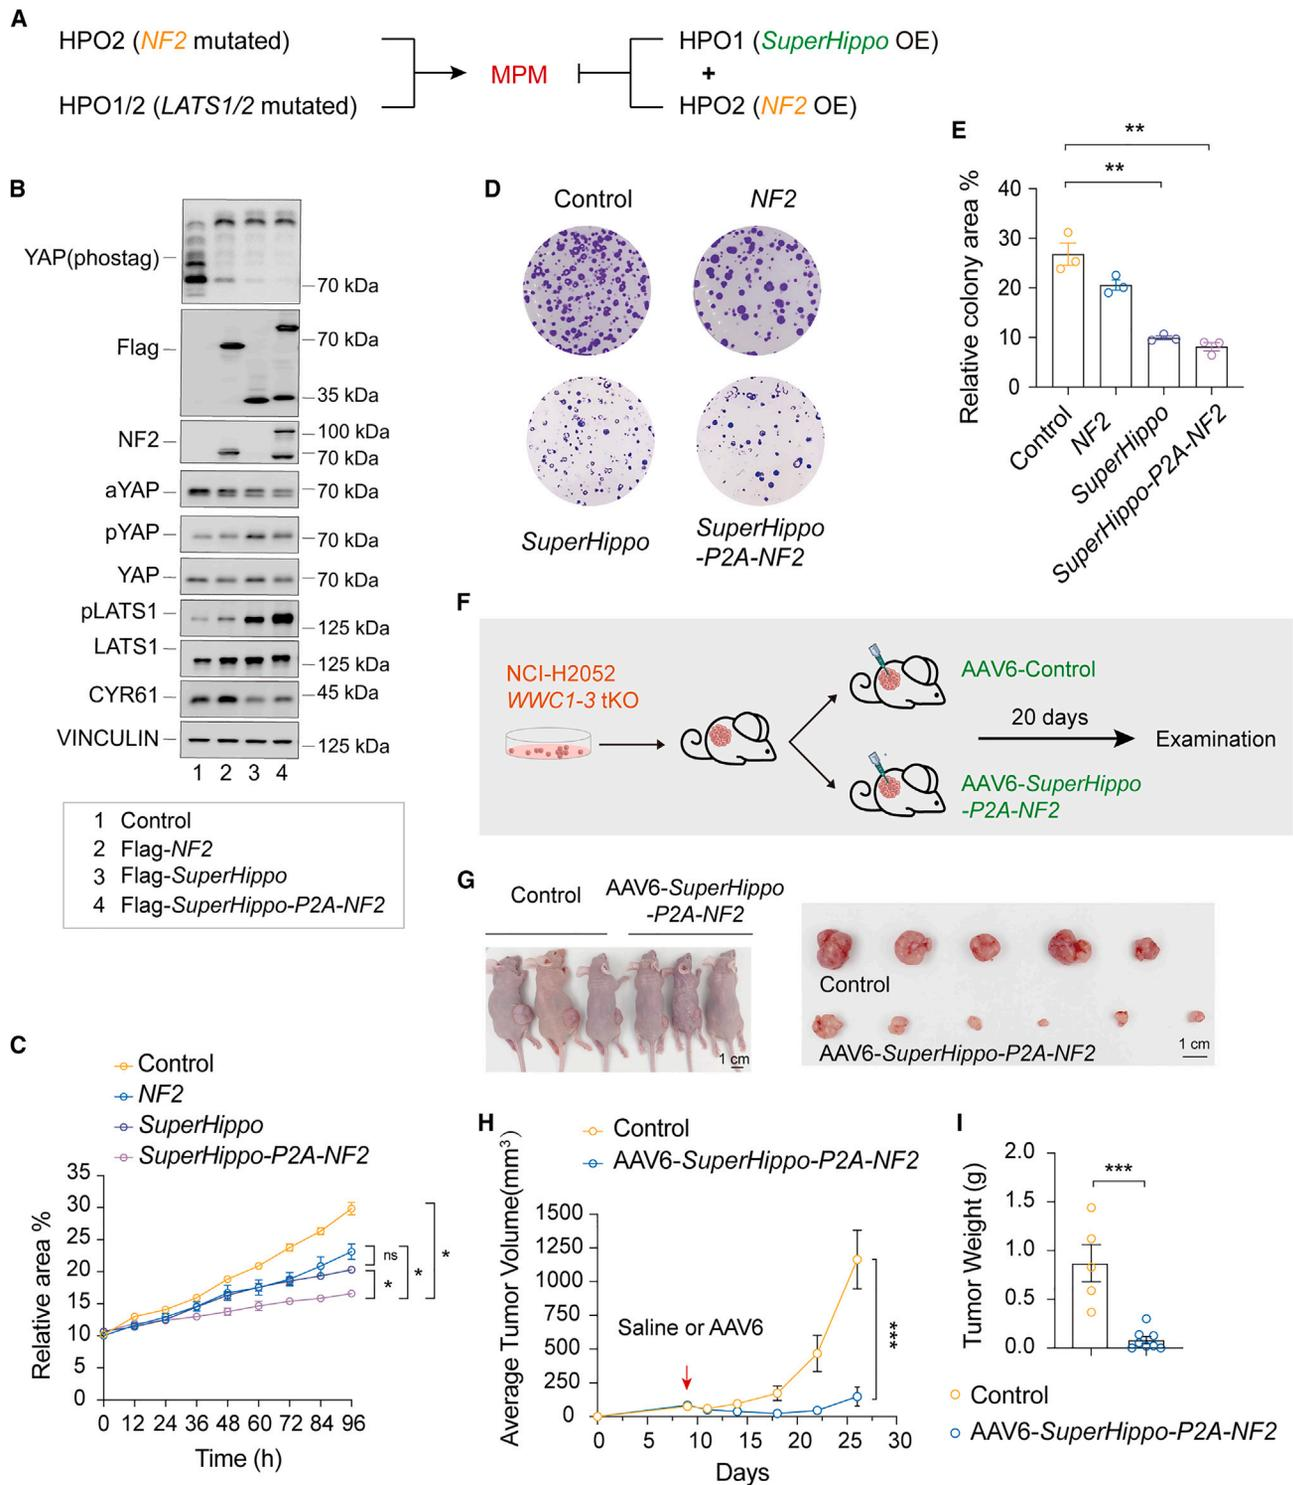 A
HPO2 (NF2 mutated)
HPO1/2 (LATS1/2 mutated)
MPM
HPO1 (SuperHippo OE)
+
HPO2 (NF2 OE)
B
YAP(phostag)
70 kDa
Flag
70 kDa
35 kDa
NF2
100 kDa
70 kDa
aYAP
70 kDa
pYAP
70 kDa
YAP
70 kDa
pLATS1
125 kDa
LATS1
125 kDa
CYR61
45 kDa
VINCULIN
125 kDa
1 2 3 4
1 Control
2 Flag-NF2
3 Flag-SuperHippo
4 Flag-SuperHippo-P2A-NF2
C
Control
NF2
SuperHippo
SuperHippo-P2A-NF2
Relative area %
35
30
25
20
15
10
5
0
ns
*
*
*
0 12 24 36 48 60 72 84 96
Time (h)
D
Control
NF2
SuperHippo
SuperHippo
-P2A-NF2
E
**
**
Relative colony area %
40
30
20
10
0
Control
NF2
SuperHippo
SuperHippo-P2A-NF2
F
NCI-H2052
WWC1-3 tKO
AAV6-Control
20 days
Examination
AAV6-SuperHippo
-P2A-NF2
G
Control
AAV6-SuperHippo
-P2A-NF2
1 cm
Control
AAV6-SuperHippo-P2A-NF2
1 cm
H
Control
AAV6-SuperHippo-P2A-NF2
Average Tumor Volume(mm3)
1500
1250
1000
750
500
250
0
Saline or AAV6
***
0 5 10 15 20 25 30
Days
I
Tumor Weight (g)
2.0
1.5
1.0
0.5
0.0
***
Control
AAV6-SuperHippo-P2A-NF2